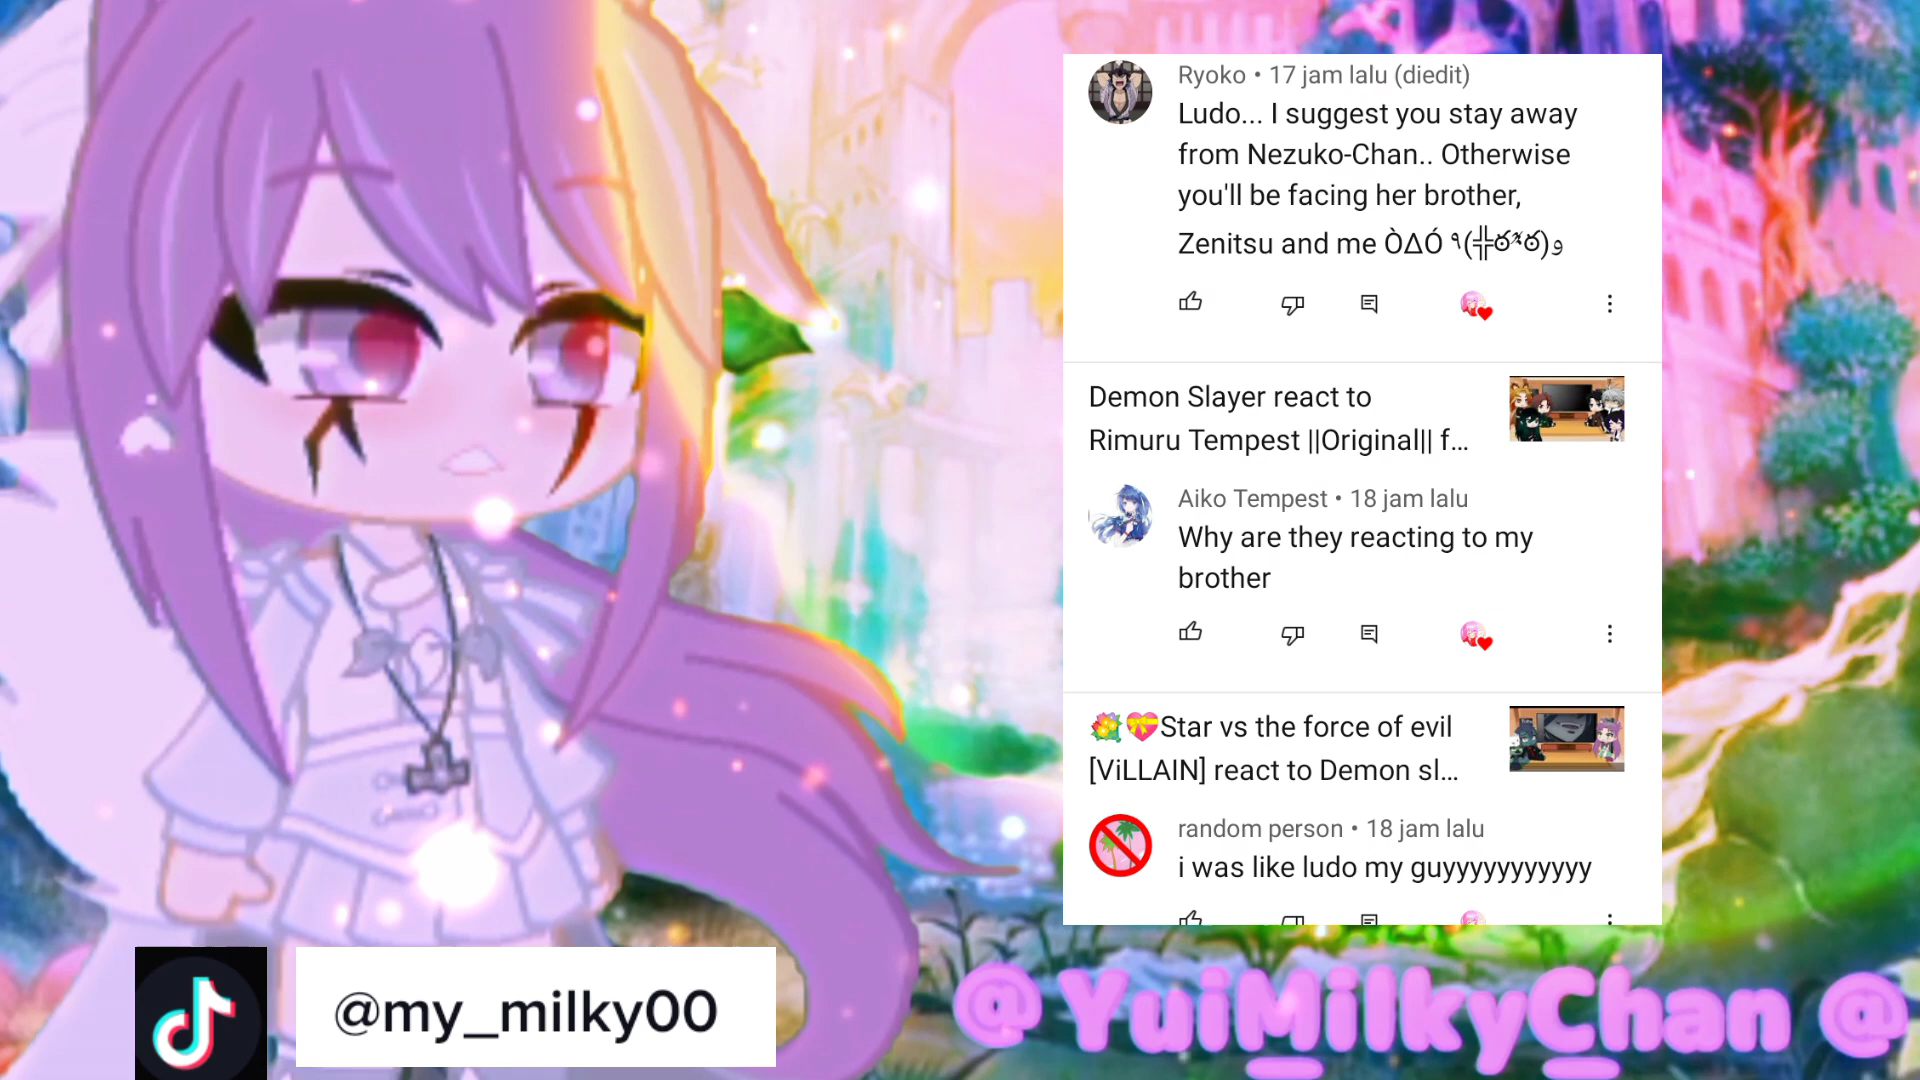 Ryoko • 17 jam lalu (diedit)
Ludo... I suggest you stay away
from Nezuko-Chan.. Otherwise
you'll be facing her brother,
Zenitsu and me Ò∆Ó ٩(╬ಠ益ಠ)و
Demon Slayer react to
Rimuru Tempest ||Original|| f...
Aiko Tempest • 18 jam lalu
Why are they reacting to my
brother
💐💝Star vs the force of evil
[ViLLAIN] react to Demon sl...
random person • 18 jam lalu
i was like ludo my guyyyyyyyyyyy
@my_milky00
@YuiMilkyChan@